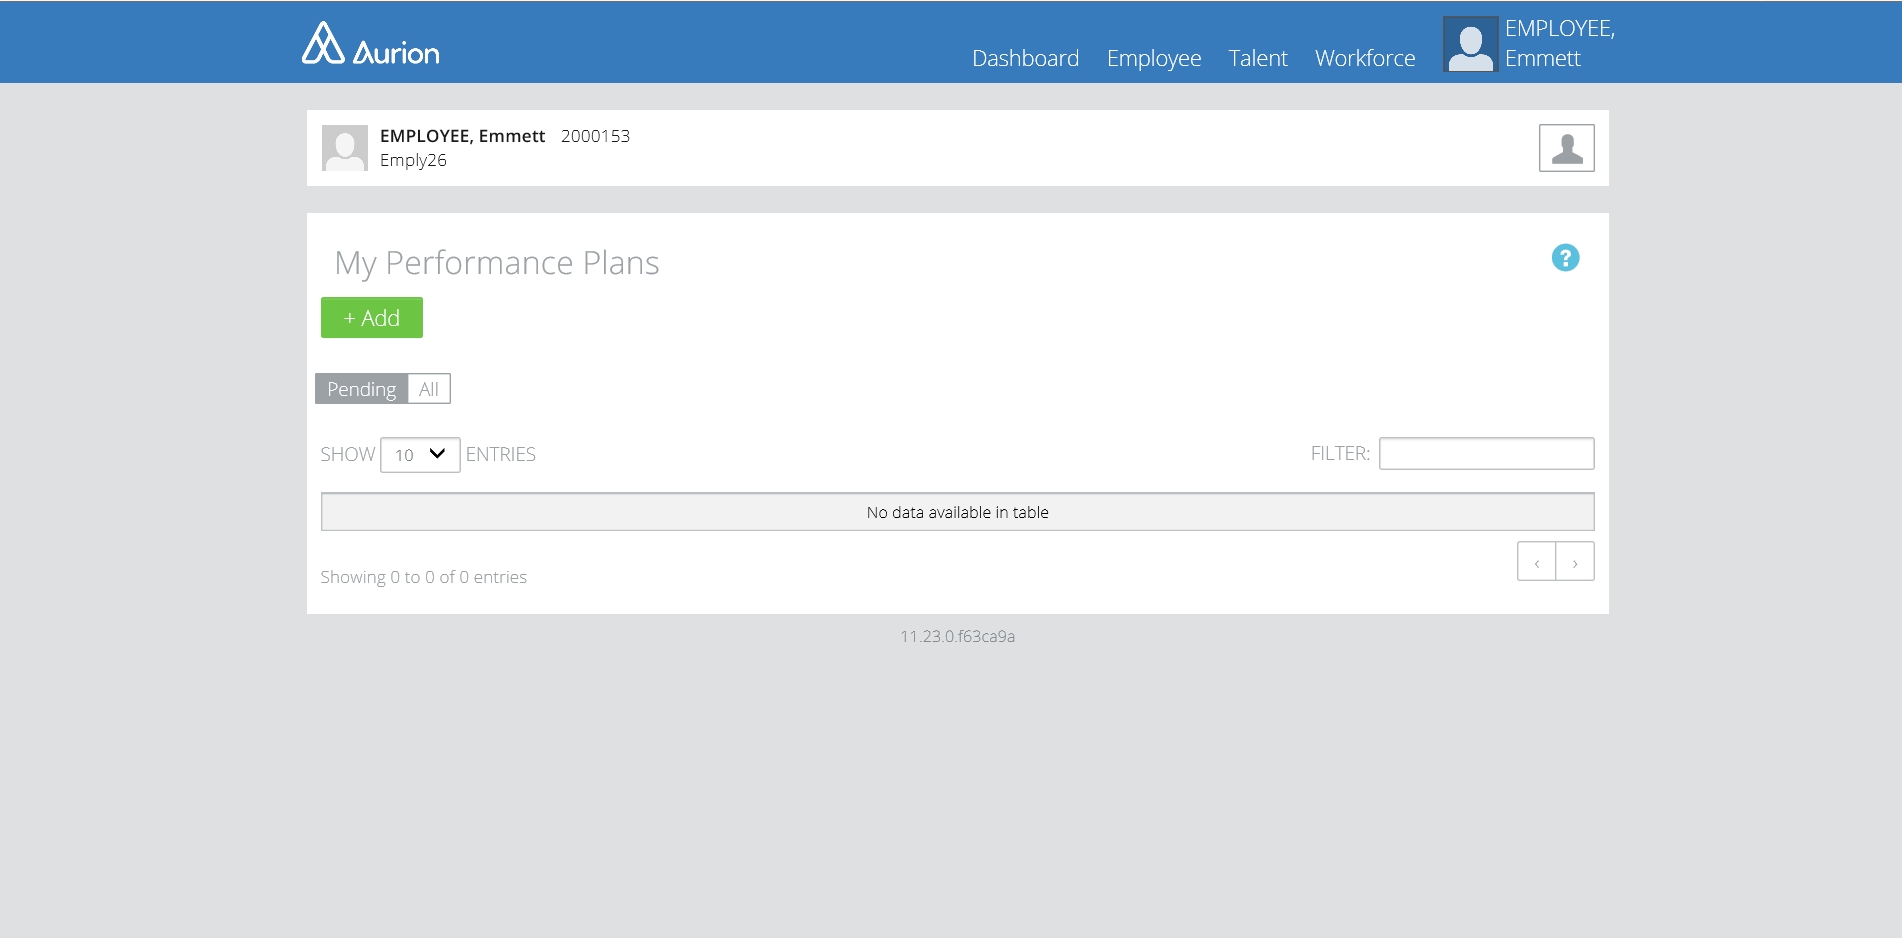 Aurion
Dashboard Employee Talent Workforce
EMPLOYEE,
Emmett
EMPLOYEE, Emmett 2000153
Emply26
My Performance Plans
?
+ Add
Pending All
SHOW 10 ENTRIES
FILTER:
No data available in table
‹ ›
Showing 0 to 0 of 0 entries
11.23.0.f63ca9a